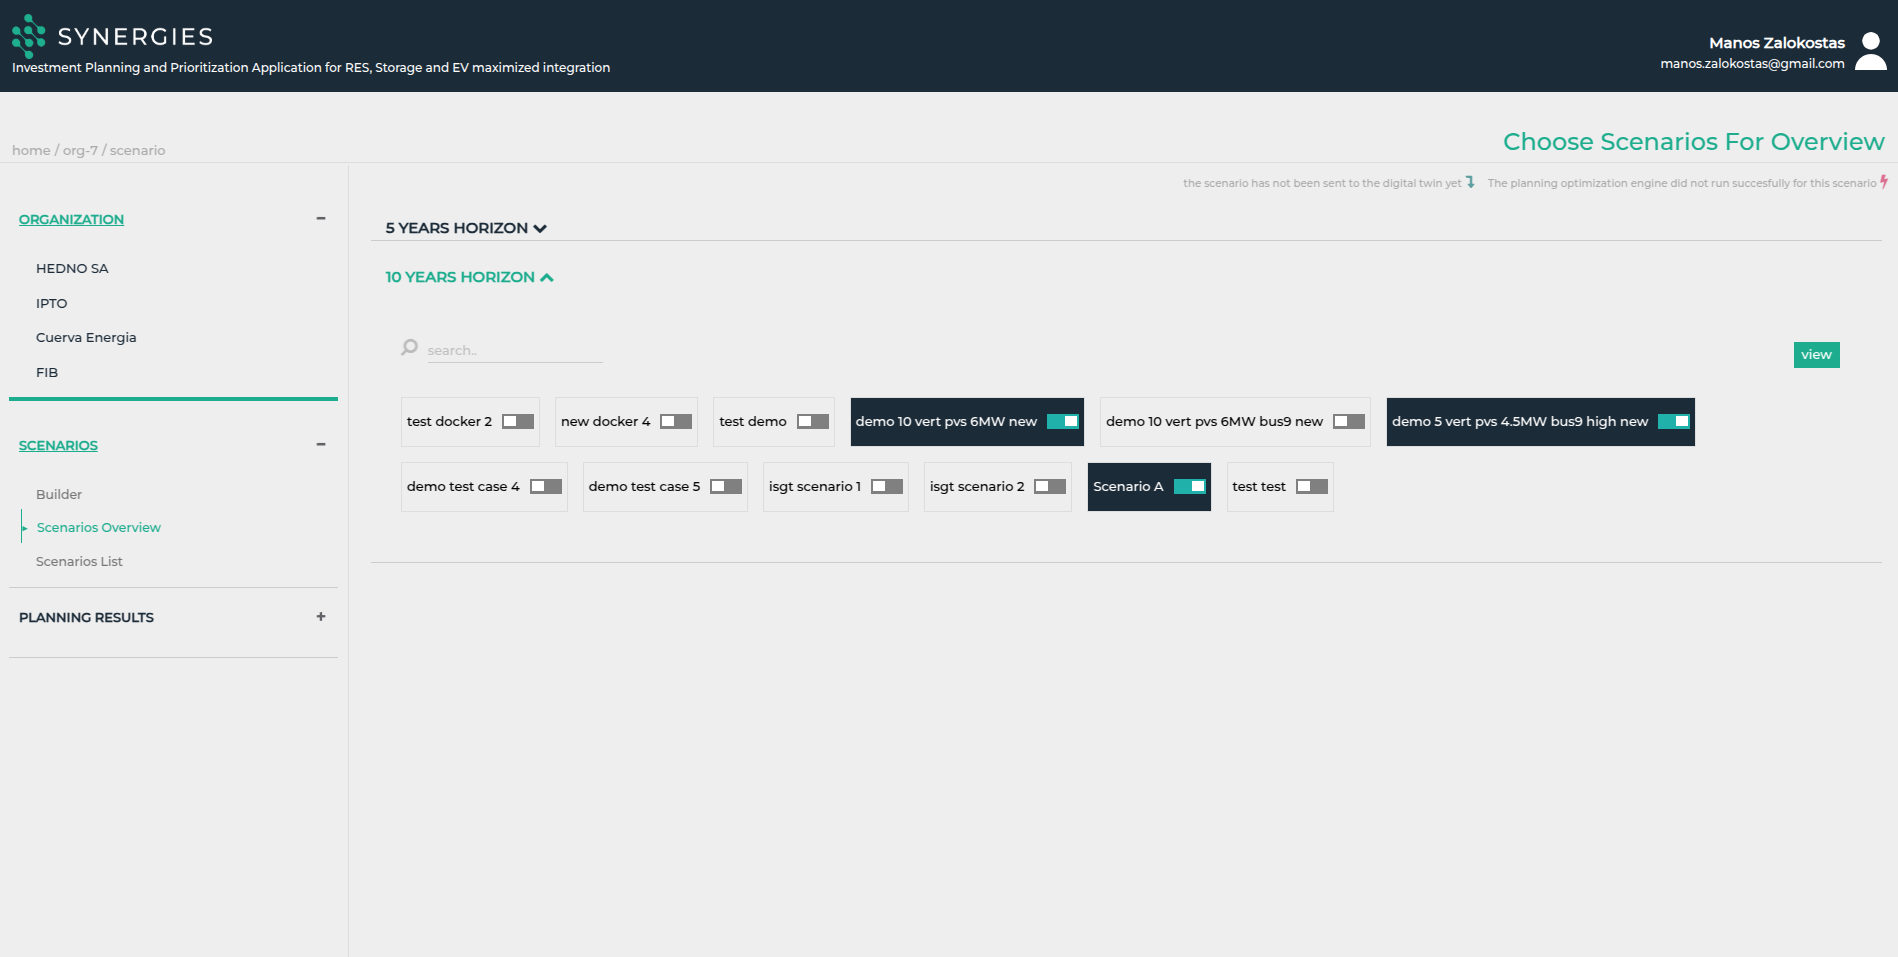 SYNERGIES
Investment Planning and Prioritization Application for RES, Storage and EV maximized integration
Manos Zalokostas
manos.zalokostas@gmail.com
home / org-7 / scenario
Choose Scenarios For Overview
the scenario has not been sent to the digital twin yet The planning optimization engine did not run succesfully for this scenario
ORGANIZATION −
HEDNO SA
IPTO
Cuerva Energia
FIB
SCENARIOS −
Builder
Scenarios Overview
Scenarios List
PLANNING RESULTS +
5 YEARS HORIZON
10 YEARS HORIZON
search..
view
test docker 2 new docker 4 test demo demo 10 vert pvs 6MW new demo 10 vert pvs 6MW bus9 new demo 5 vert pvs 4.5MW bus9 high new
demo test case 4 demo test case 5 isgt scenario 1 isgt scenario 2 Scenario A test test